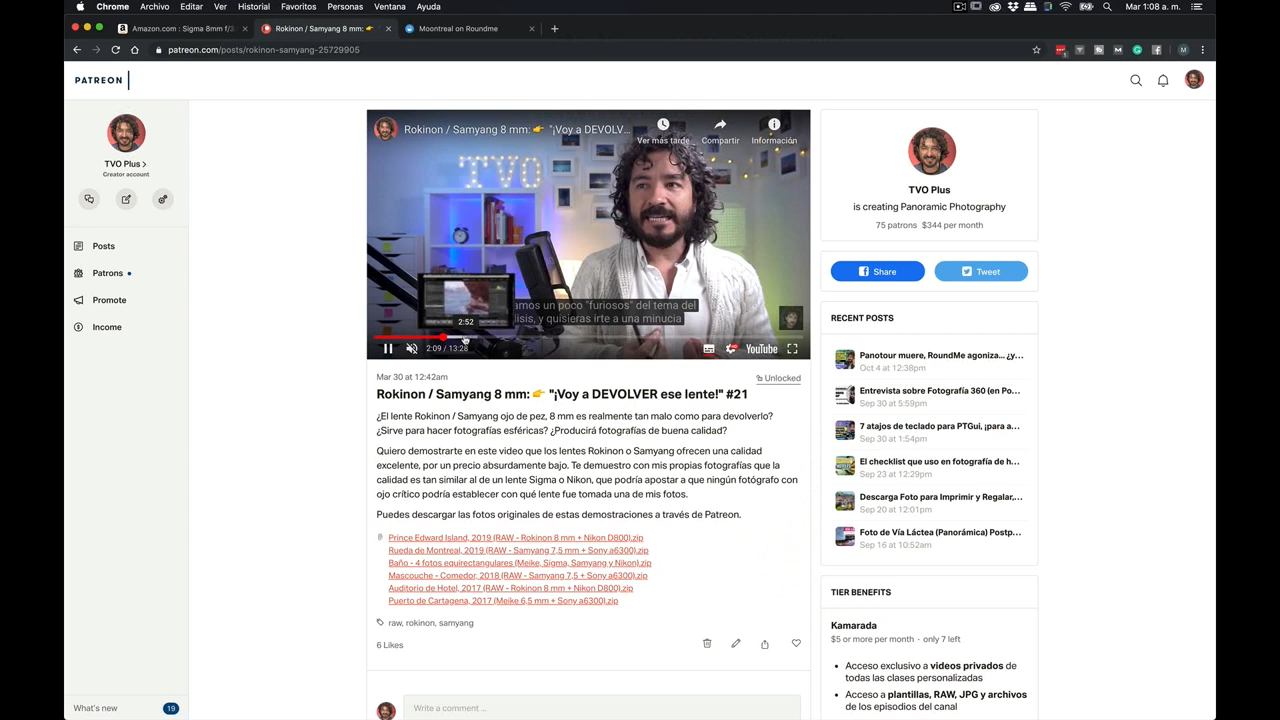 Chrome Archivo Editar Ver Historial Favoritos Personas Ventana Ayuda
Mar 1:08 a. m.
Amazon.com : Sigma 8mm f/3
Rokinon / Samyang 8 mm: 👉
Moontreal on Roundme
patreon.com/posts/rokinon-samyang-25729905
PATREON
TVO Plus >
Creator account
Posts
Patrons
Promote
Income
What's new 19
Rokinon / Samyang 8 mm: 👉 "¡Voy a DEVOLV...
Ver más tarde
Compartir
Información
TVO
amos un poco "furiosos" del tema del
isis, y quisieras irte a una minucia
2:52
2:09 / 13:28
YouTube
Mar 30 at 12:42am
Unlocked
Rokinon / Samyang 8 mm: 👉 "¡Voy a DEVOLVER ese lente!" #21
¿El lente Rokinon / Samyang ojo de pez, 8 mm es realmente tan malo como para devolverlo?
¿Sirve para hacer fotografías esféricas? ¿Producirá fotografías de buena calidad?
Quiero demostrarte en este video que los lentes Rokinon o Samyang ofrecen una calidad
excelente, por un precio absurdamente bajo. Te demuestro con mis propias fotografías que la
calidad es tan similar al de un lente Sigma o Nikon, que podría apostar a que ningún fotógrafo con
ojo crítico podría establecer con qué lente fue tomada una de mis fotos.
Puedes descargar las fotos originales de estas demostraciones a través de Patreon.
Prince Edward Island, 2019 (RAW - Rokinon 8 mm + Nikon D800).zip
Rueda de Montreal, 2019 (RAW - Samyang 7,5 mm + Sony a6300).zip
Baño - 4 fotos equirectangulares (Meike, Sigma, Samyang y Nikon).zip
Mascouche - Comedor, 2018 (RAW - Samyang 7,5 + Sony a6300).zip
Auditorio de Hotel, 2017 (RAW - Rokinon 8 mm + Nikon D800).zip
Puerto de Cartagena, 2017 (Meike 6,5 mm + Sony a6300).zip
raw, rokinon, samyang
6 Likes
Write a comment ...
TVO Plus
is creating Panoramic Photography
75 patrons $344 per month
Share
Tweet
RECENT POSTS
Panotour muere, RoundMe agoniza... ¿y...
Oct 4 at 12:38pm
Entrevista sobre Fotografía 360 (en Po...
Sep 30 at 5:59pm
7 atajos de teclado para PTGui, ¡para a...
Sep 30 at 1:54pm
El checklist que uso en fotografía de h...
Sep 23 at 12:29pm
Descarga Foto para Imprimir y Regalar,...
Sep 20 at 12:01pm
Foto de Vía Láctea (Panorámica) Postp...
Sep 16 at 10:52am
TIER BENEFITS
Kamarada
$5 or more per month · only 7 left
• Acceso exclusivo a videos privados de
todas las clases personalizadas
• Acceso a plantillas, RAW, JPG y archivos
de los episodios del canal